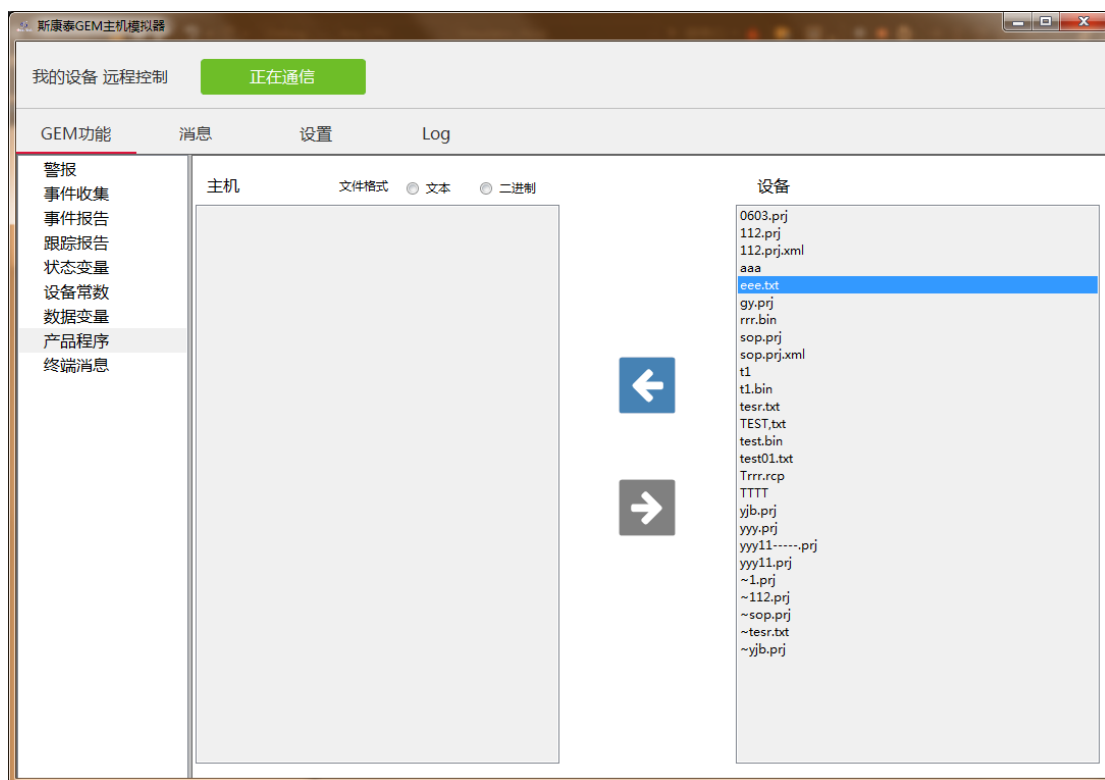 斯康泰GEM主机模拟器
我的设备 远程控制 正在通信
GEM功能 消息 设置 Log
警报
事件收集
事件报告
跟踪报告
状态变量
设备常数
数据变量
产品程序
终端消息
主机 文件格式 文本 二进制
设备
0603.prj
112.prj
112.prj.xml
aaa
eee.txt
gy.prj
rrr.bin
sop.prj
sop.prj.xml
t1
t1.bin
tesr.txt
TEST,txt
test.bin
test01.txt
Trrr.rcp
TTTT
yjb.prj
yyy.prj
yyy11-----.prj
yyy11.prj
~1.prj
~112.prj
~sop.prj
~tesr.txt
~yjb.prj